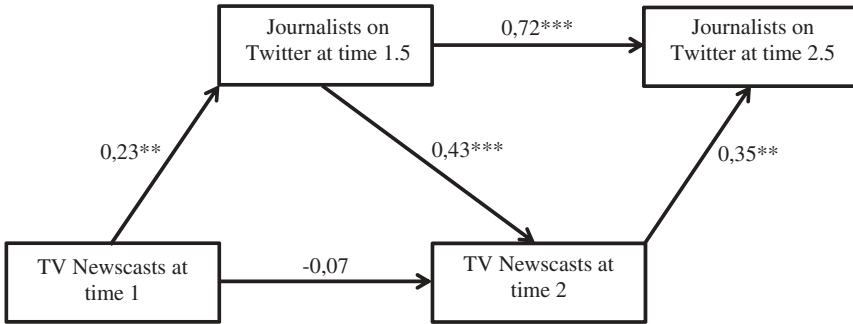 Journalists on
Twitter at time 1.5
0,72***
Journalists on
Twitter at time 2.5
0,23**
0,43***
0,35**
TV Newscasts at
time 1
-0,07
TV Newscasts at
time 2